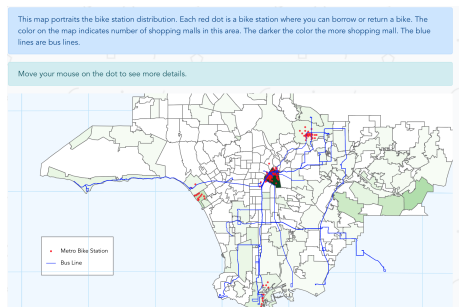 This map portraits the bike station distribution. Each red dot is a bike station where you can borrow or return a bike. The
color on the map indicates number of shopping malls in this area. The darker the color the more shopping mall. The blue
lines are bus lines.
Move your mouse on the dot to see more details.
Metro Bike Station
Bus Line